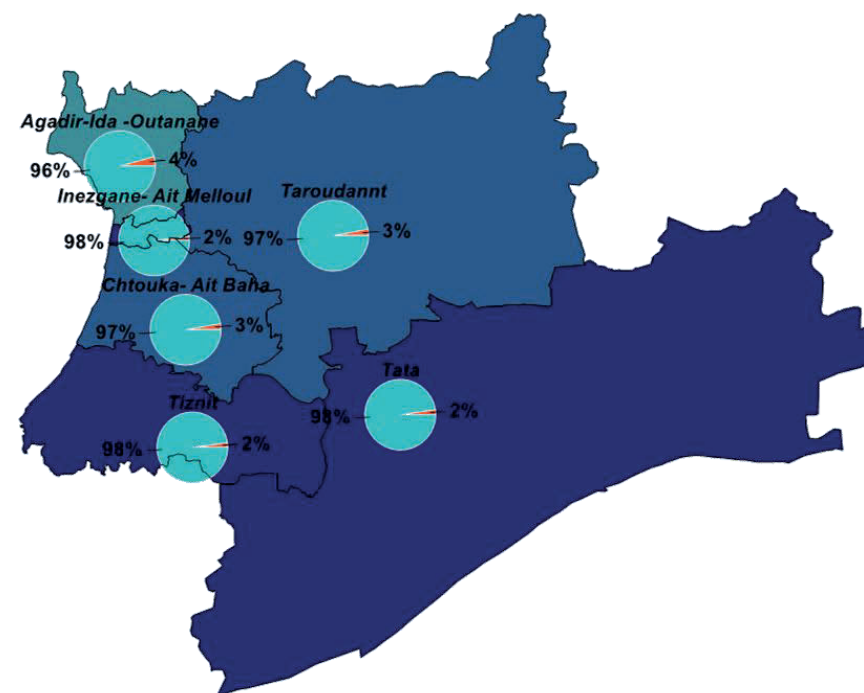 Agadir-Ida -Outanane
96%
4%
Inezgane- Ait Melloul
98%
2%
Taroudannt
97%
3%
Chtouka- Ait Baha
97%
3%
Tata
98%
2%
Tiznit
98%
2%